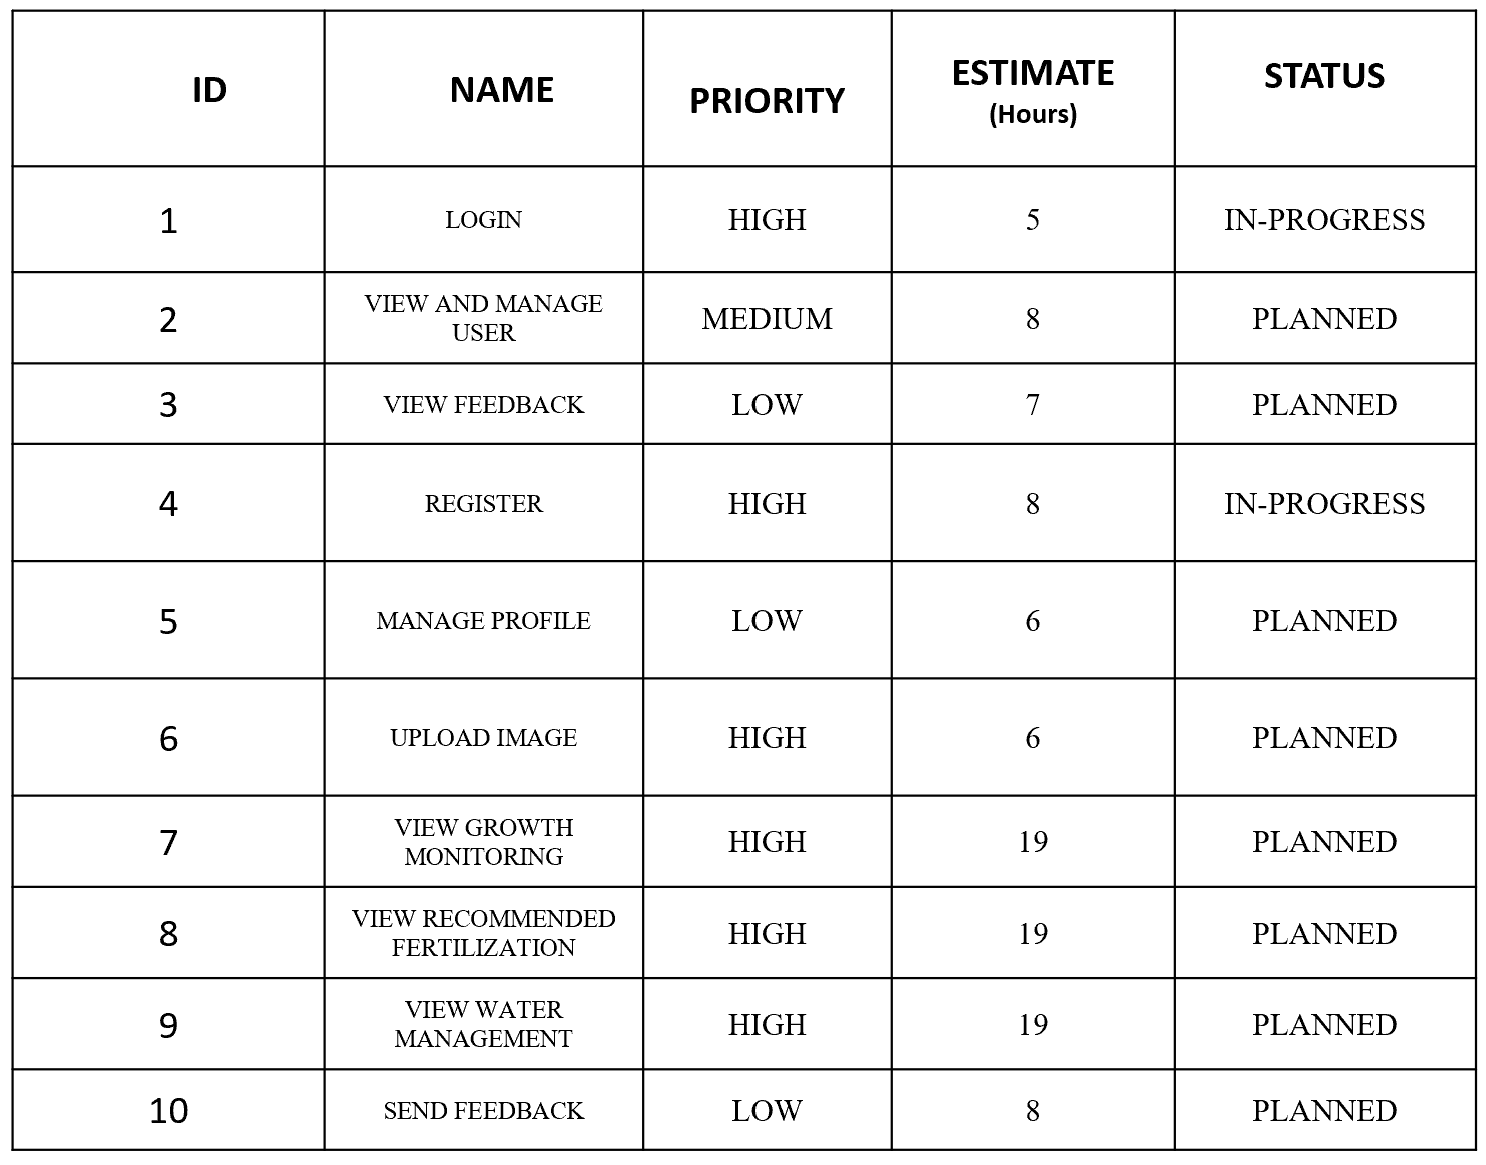 ID NAME PRIORITY ESTIMATE (Hours) STATUS
1 LOGIN HIGH 5 IN-PROGRESS
2 VIEW AND MANAGE USER MEDIUM 8 PLANNED
3 VIEW FEEDBACK LOW 7 PLANNED
4 REGISTER HIGH 8 IN-PROGRESS
5 MANAGE PROFILE LOW 6 PLANNED
6 UPLOAD IMAGE HIGH 6 PLANNED
7 VIEW GROWTH MONITORING HIGH 19 PLANNED
8 VIEW RECOMMENDED FERTILIZATION HIGH 19 PLANNED
9 VIEW WATER MANAGEMENT HIGH 19 PLANNED
10 SEND FEEDBACK LOW 8 PLANNED